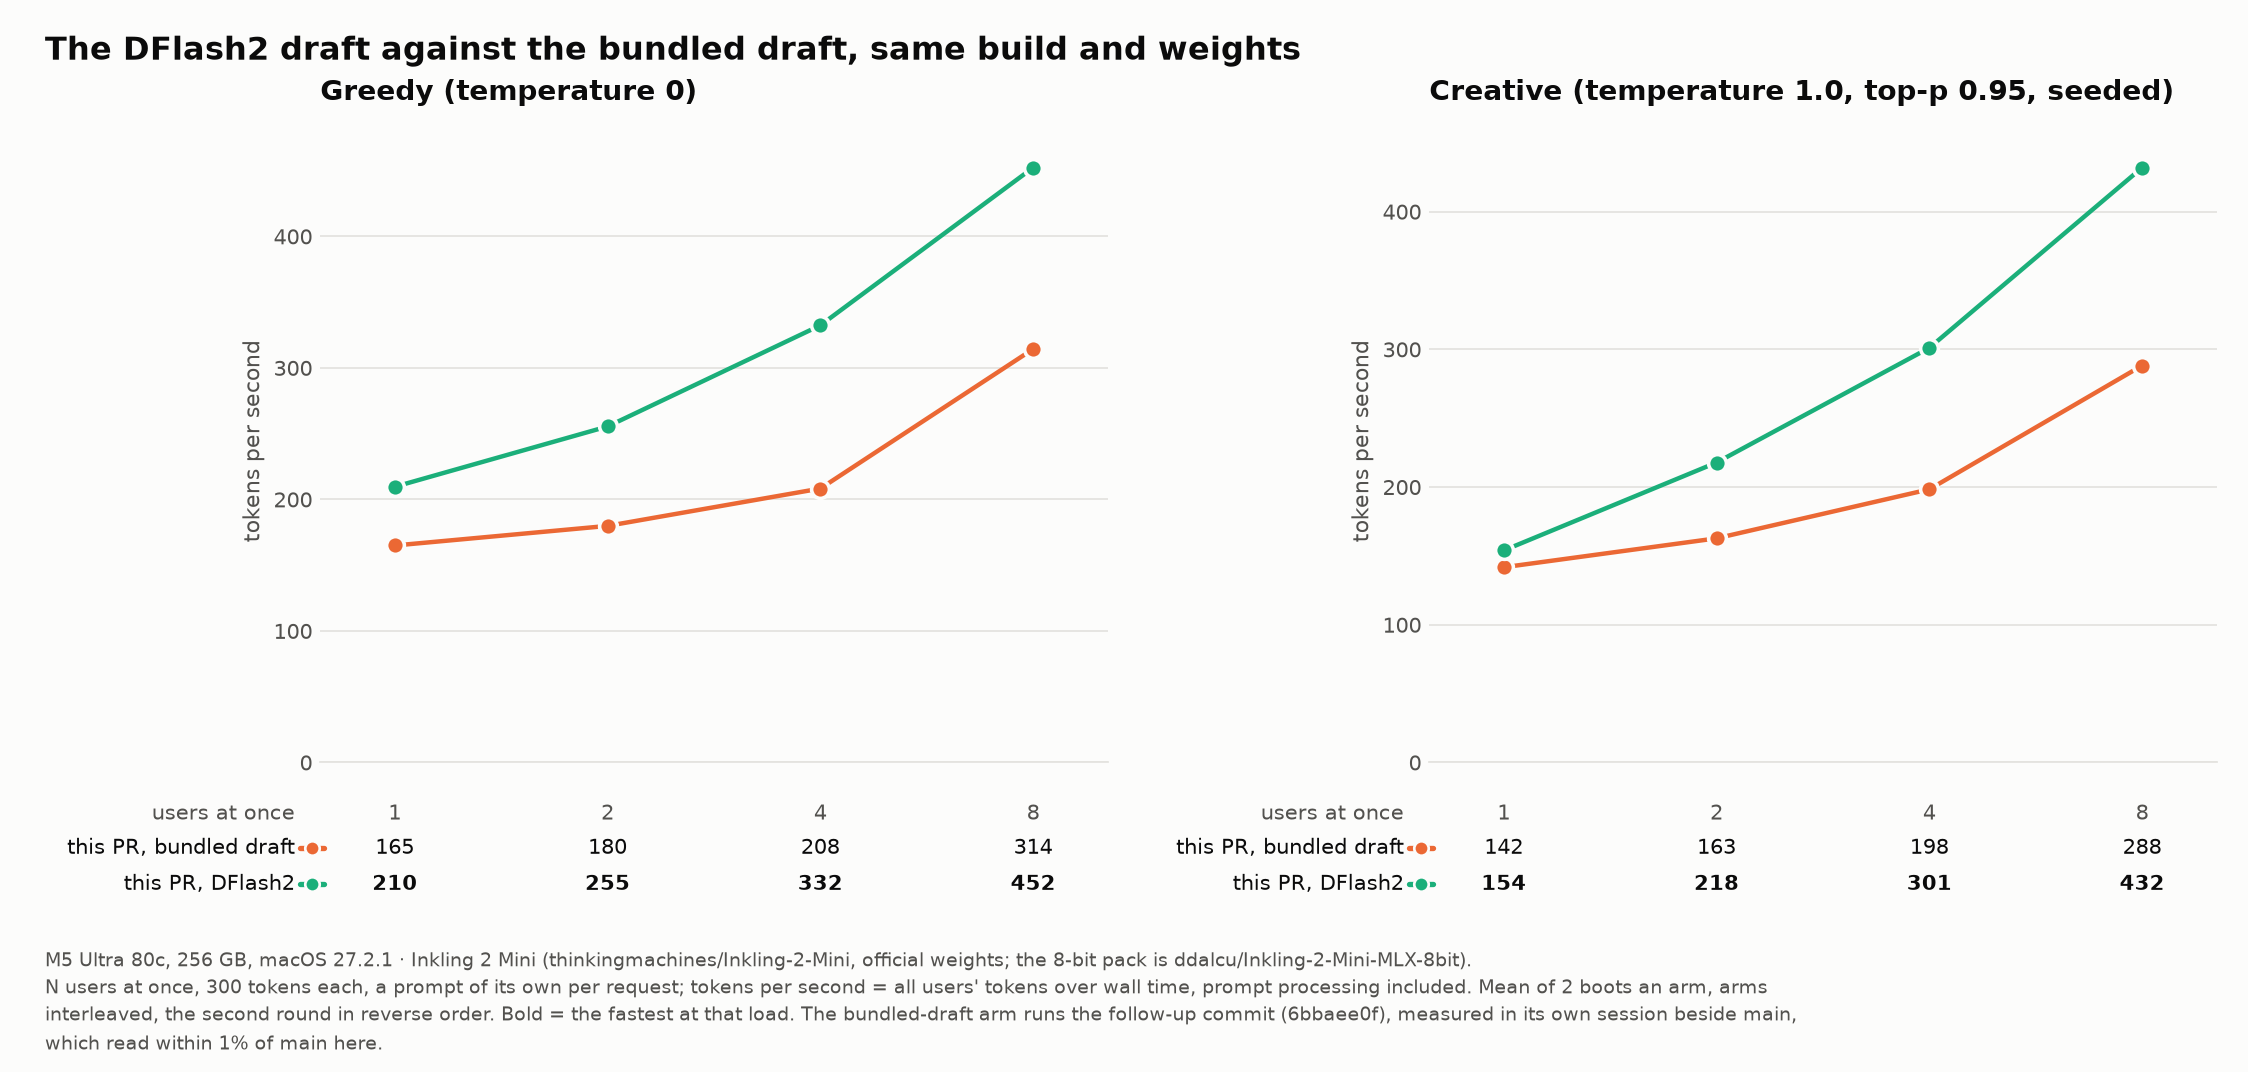 The DFlash2 draft against the bundled draft, same build and weights
Greedy (temperature 0)
tokens per second
400
300
200
100
0
users at once 1 2 4 8
this PR, bundled draft 165 180 208 314
this PR, DFlash2 210 255 332 452
Creative (temperature 1.0, top-p 0.95, seeded)
tokens per second
400
300
200
100
0
users at once 1 2 4 8
this PR, bundled draft 142 163 198 288
this PR, DFlash2 154 218 301 432
M5 Ultra 80c, 256 GB, macOS 27.2.1 · Inkling 2 Mini (thinkingmachines/Inkling-2-Mini, official weights; the 8-bit pack is ddalcu/Inkling-2-Mini-MLX-8bit).
N users at once, 300 tokens each, a prompt of its own per request; tokens per second = all users' tokens over wall time, prompt processing included. Mean of 2 boots an arm, arms
interleaved, the second round in reverse order. Bold = the fastest at that load. The bundled-draft arm runs the follow-up commit (6bbaee0f), measured in its own session beside main,
which read within 1% of main here.